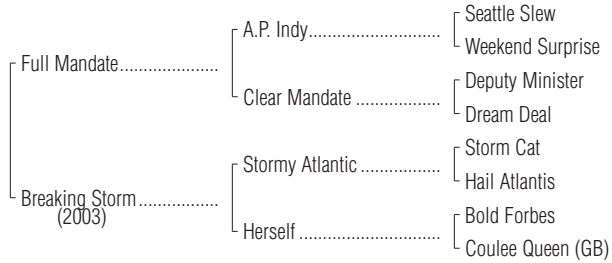 Seattle Slew
A.P. Indy
Weekend Surprise
Full Mandate
Deputy Minister
Clear Mandate
Dream Deal
Storm Cat
Stormy Atlantic
Hail Atlantis
Breaking Storm
(2003)
Bold Forbes
Herself
Coulee Queen (GB)